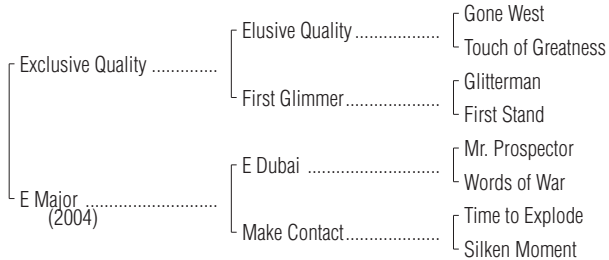 Gone West
Elusive Quality ..................
Touch of Greatness
Exclusive Quality .............
Glitterman
First Glimmer....................
First Stand
Mr. Prospector
E Dubai ............................
Words of War
E Major ..........................
(2004)
Time to Explode
Make Contact....................
Silken Moment